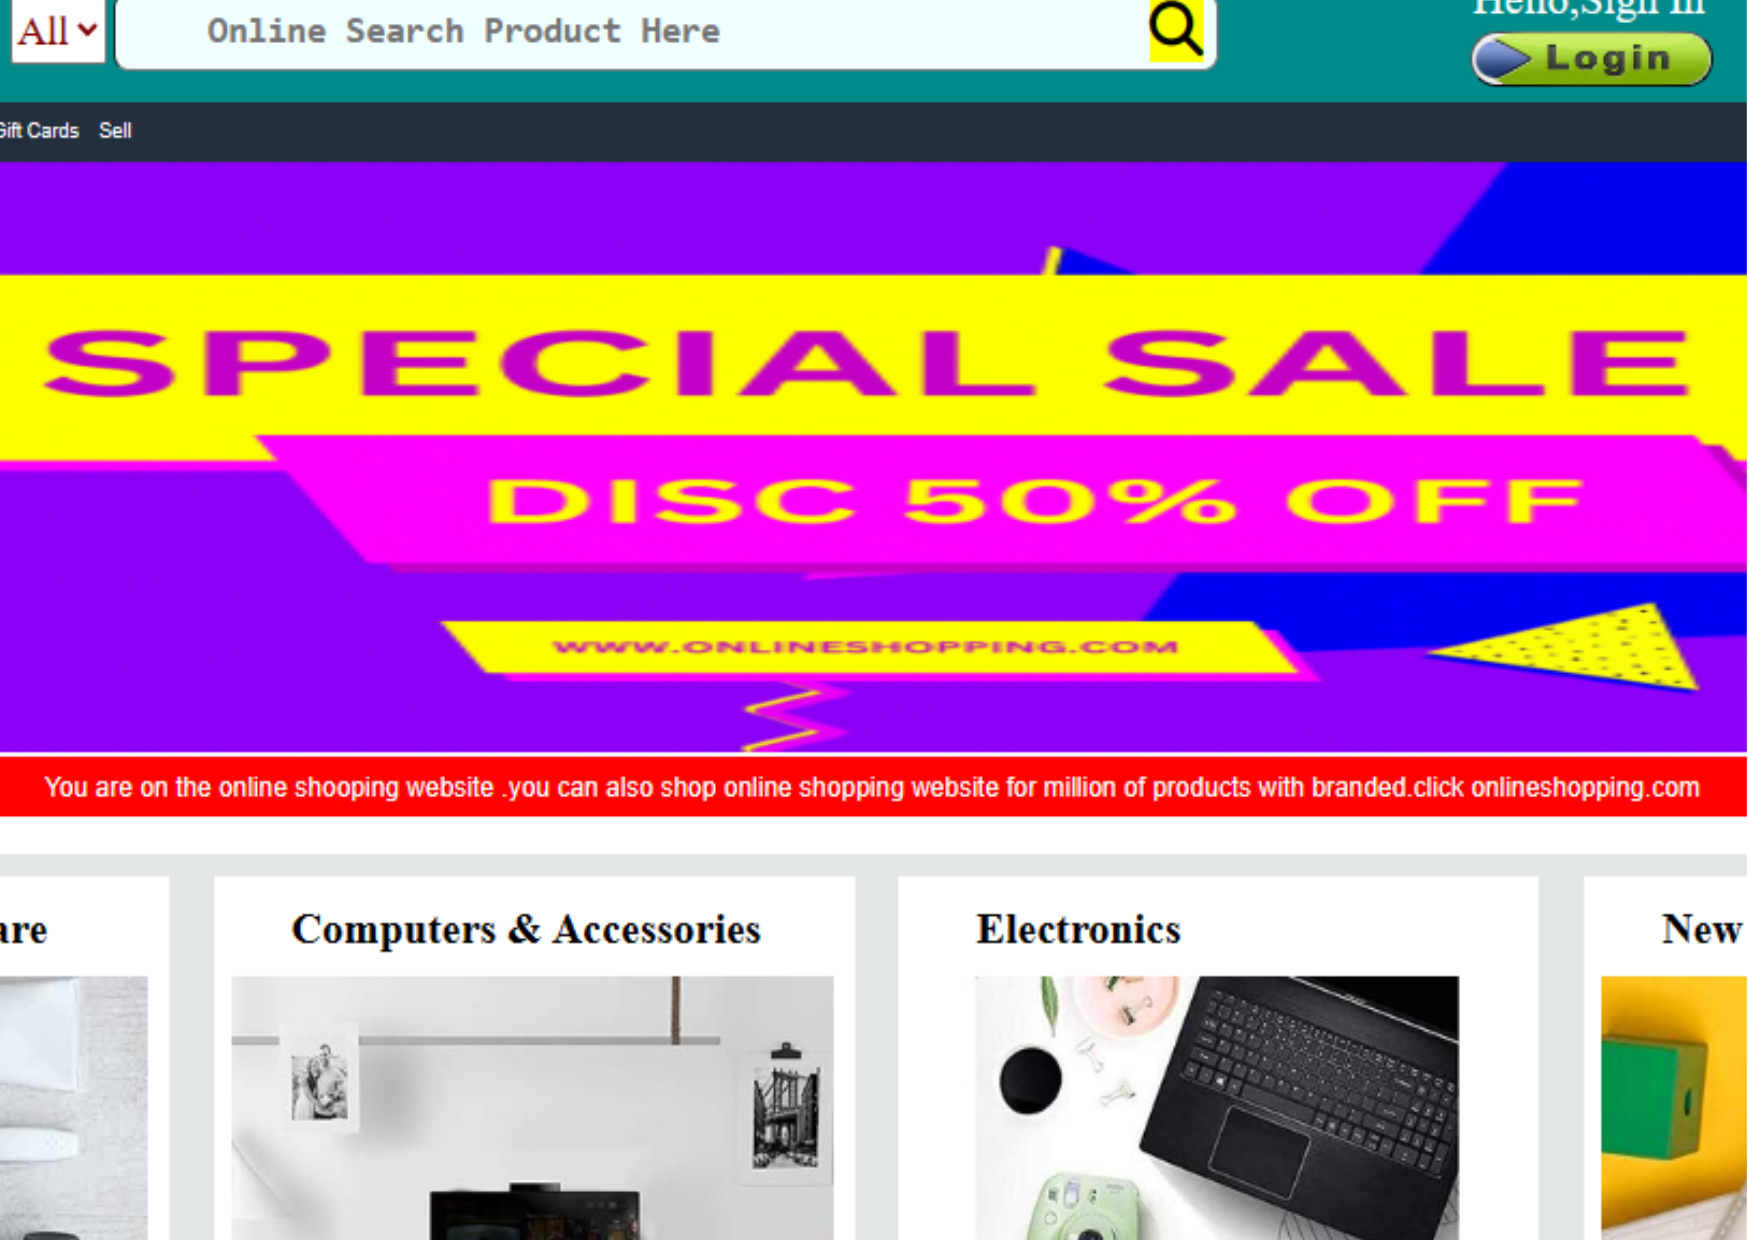 Hello,Sign In
All
Online Search Product Here
Login
Gift Cards Sell
SPECIAL SALE
DISC 50% OFF
WWW.ONLINESHOPPING.COM
You are on the online shooping website .you can also shop online shopping website for million of products with branded.click onlineshopping.com
Computers & Accessories
Electronics
New